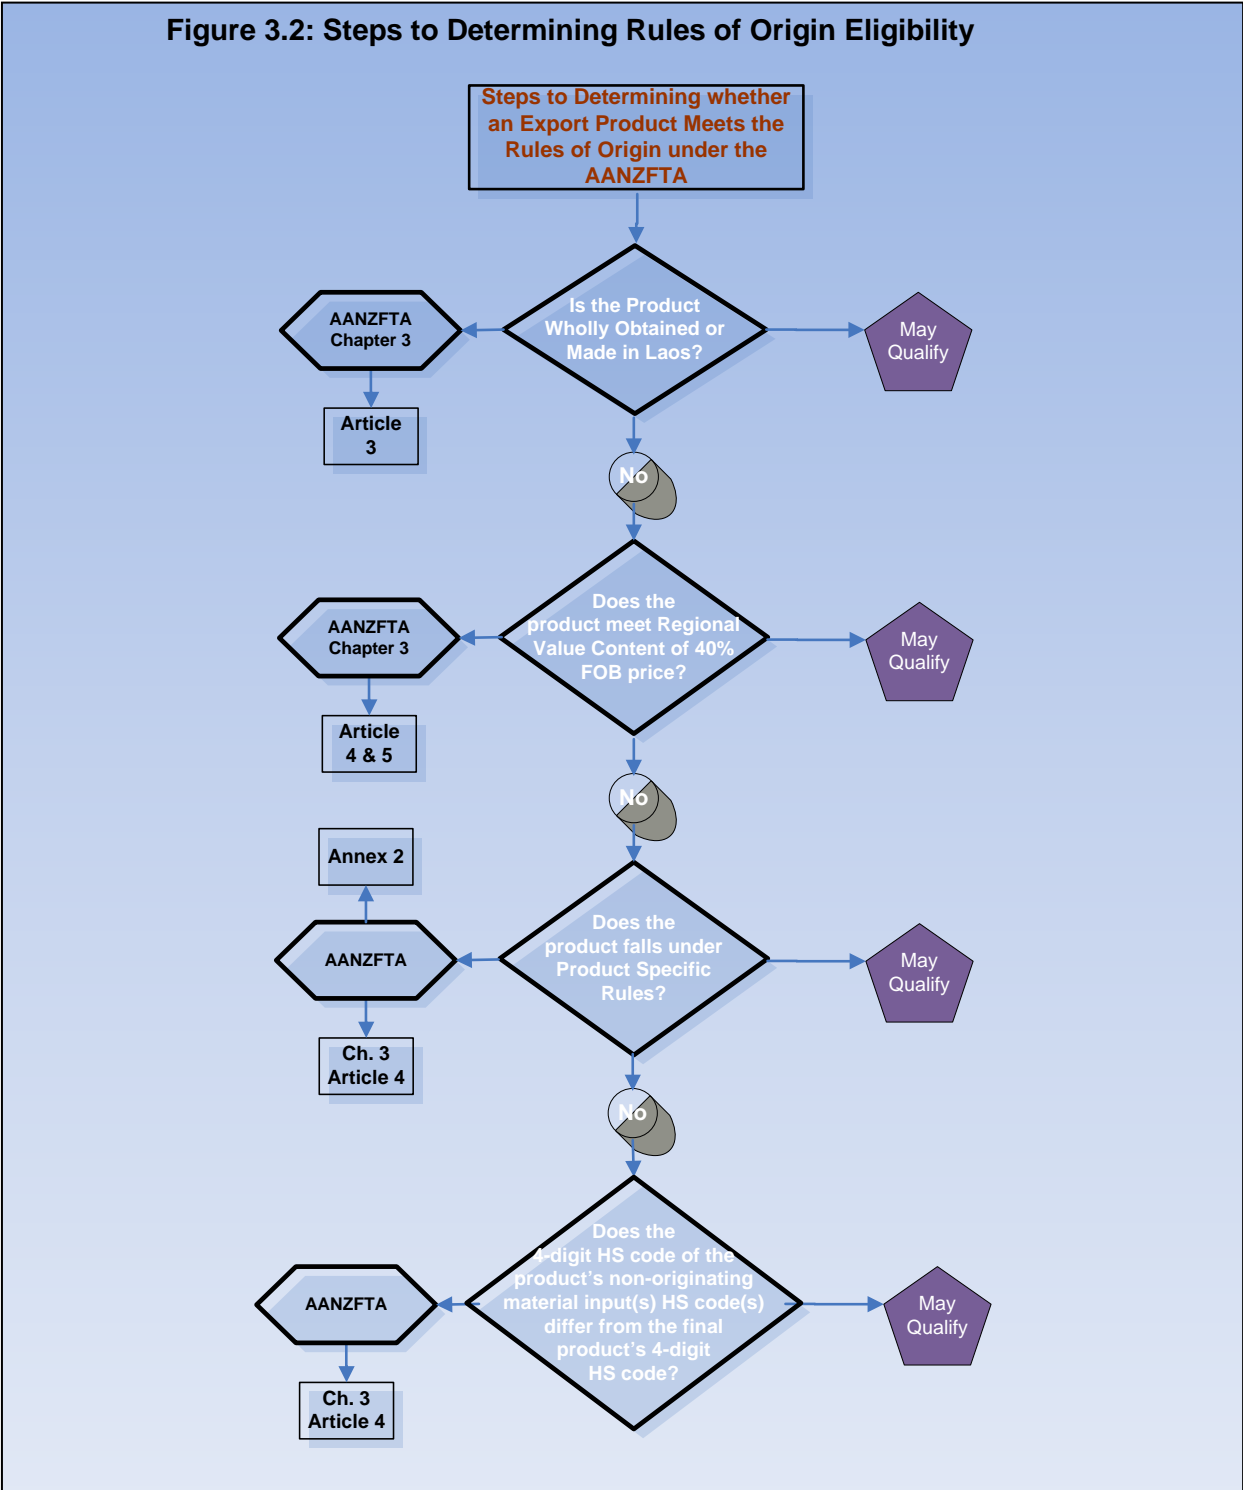 Figure 3.2: Steps to Determining Rules of Origin Eligibility
Steps to Determining whether
an Export Product Meets the
Rules of Origin under the
AANZFTA
AANZFTA
Chapter 3
Is the Product
Wholly Obtained or
Made in Laos?
May
Qualify
Article
3
No
AANZFTA
Chapter 3
Does the
product meet Regional
Value Content of 40%
FOB price?
May
Qualify
Article
4 & 5
No
Annex 2
AANZFTA
Does the
product falls under
Product Specific
Rules?
May
Qualify
Ch. 3
Article 4
No
AANZFTA
Does the
4-digit HS code of the
product’s non-originating
material input(s) HS code(s)
differ from the final
product’s 4-digit
HS code?
May
Qualify
Ch. 3
Article 4